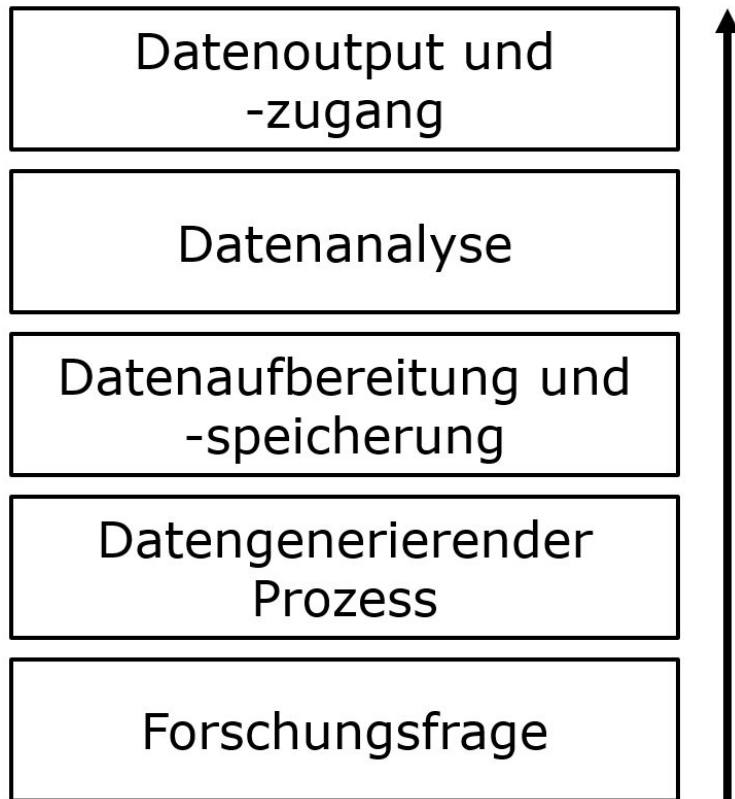 Datenoutput und
-zugang
Datenanalyse
Datenaufbereitung und
-speicherung
Datengenerierender
Prozess
Forschungsfrage